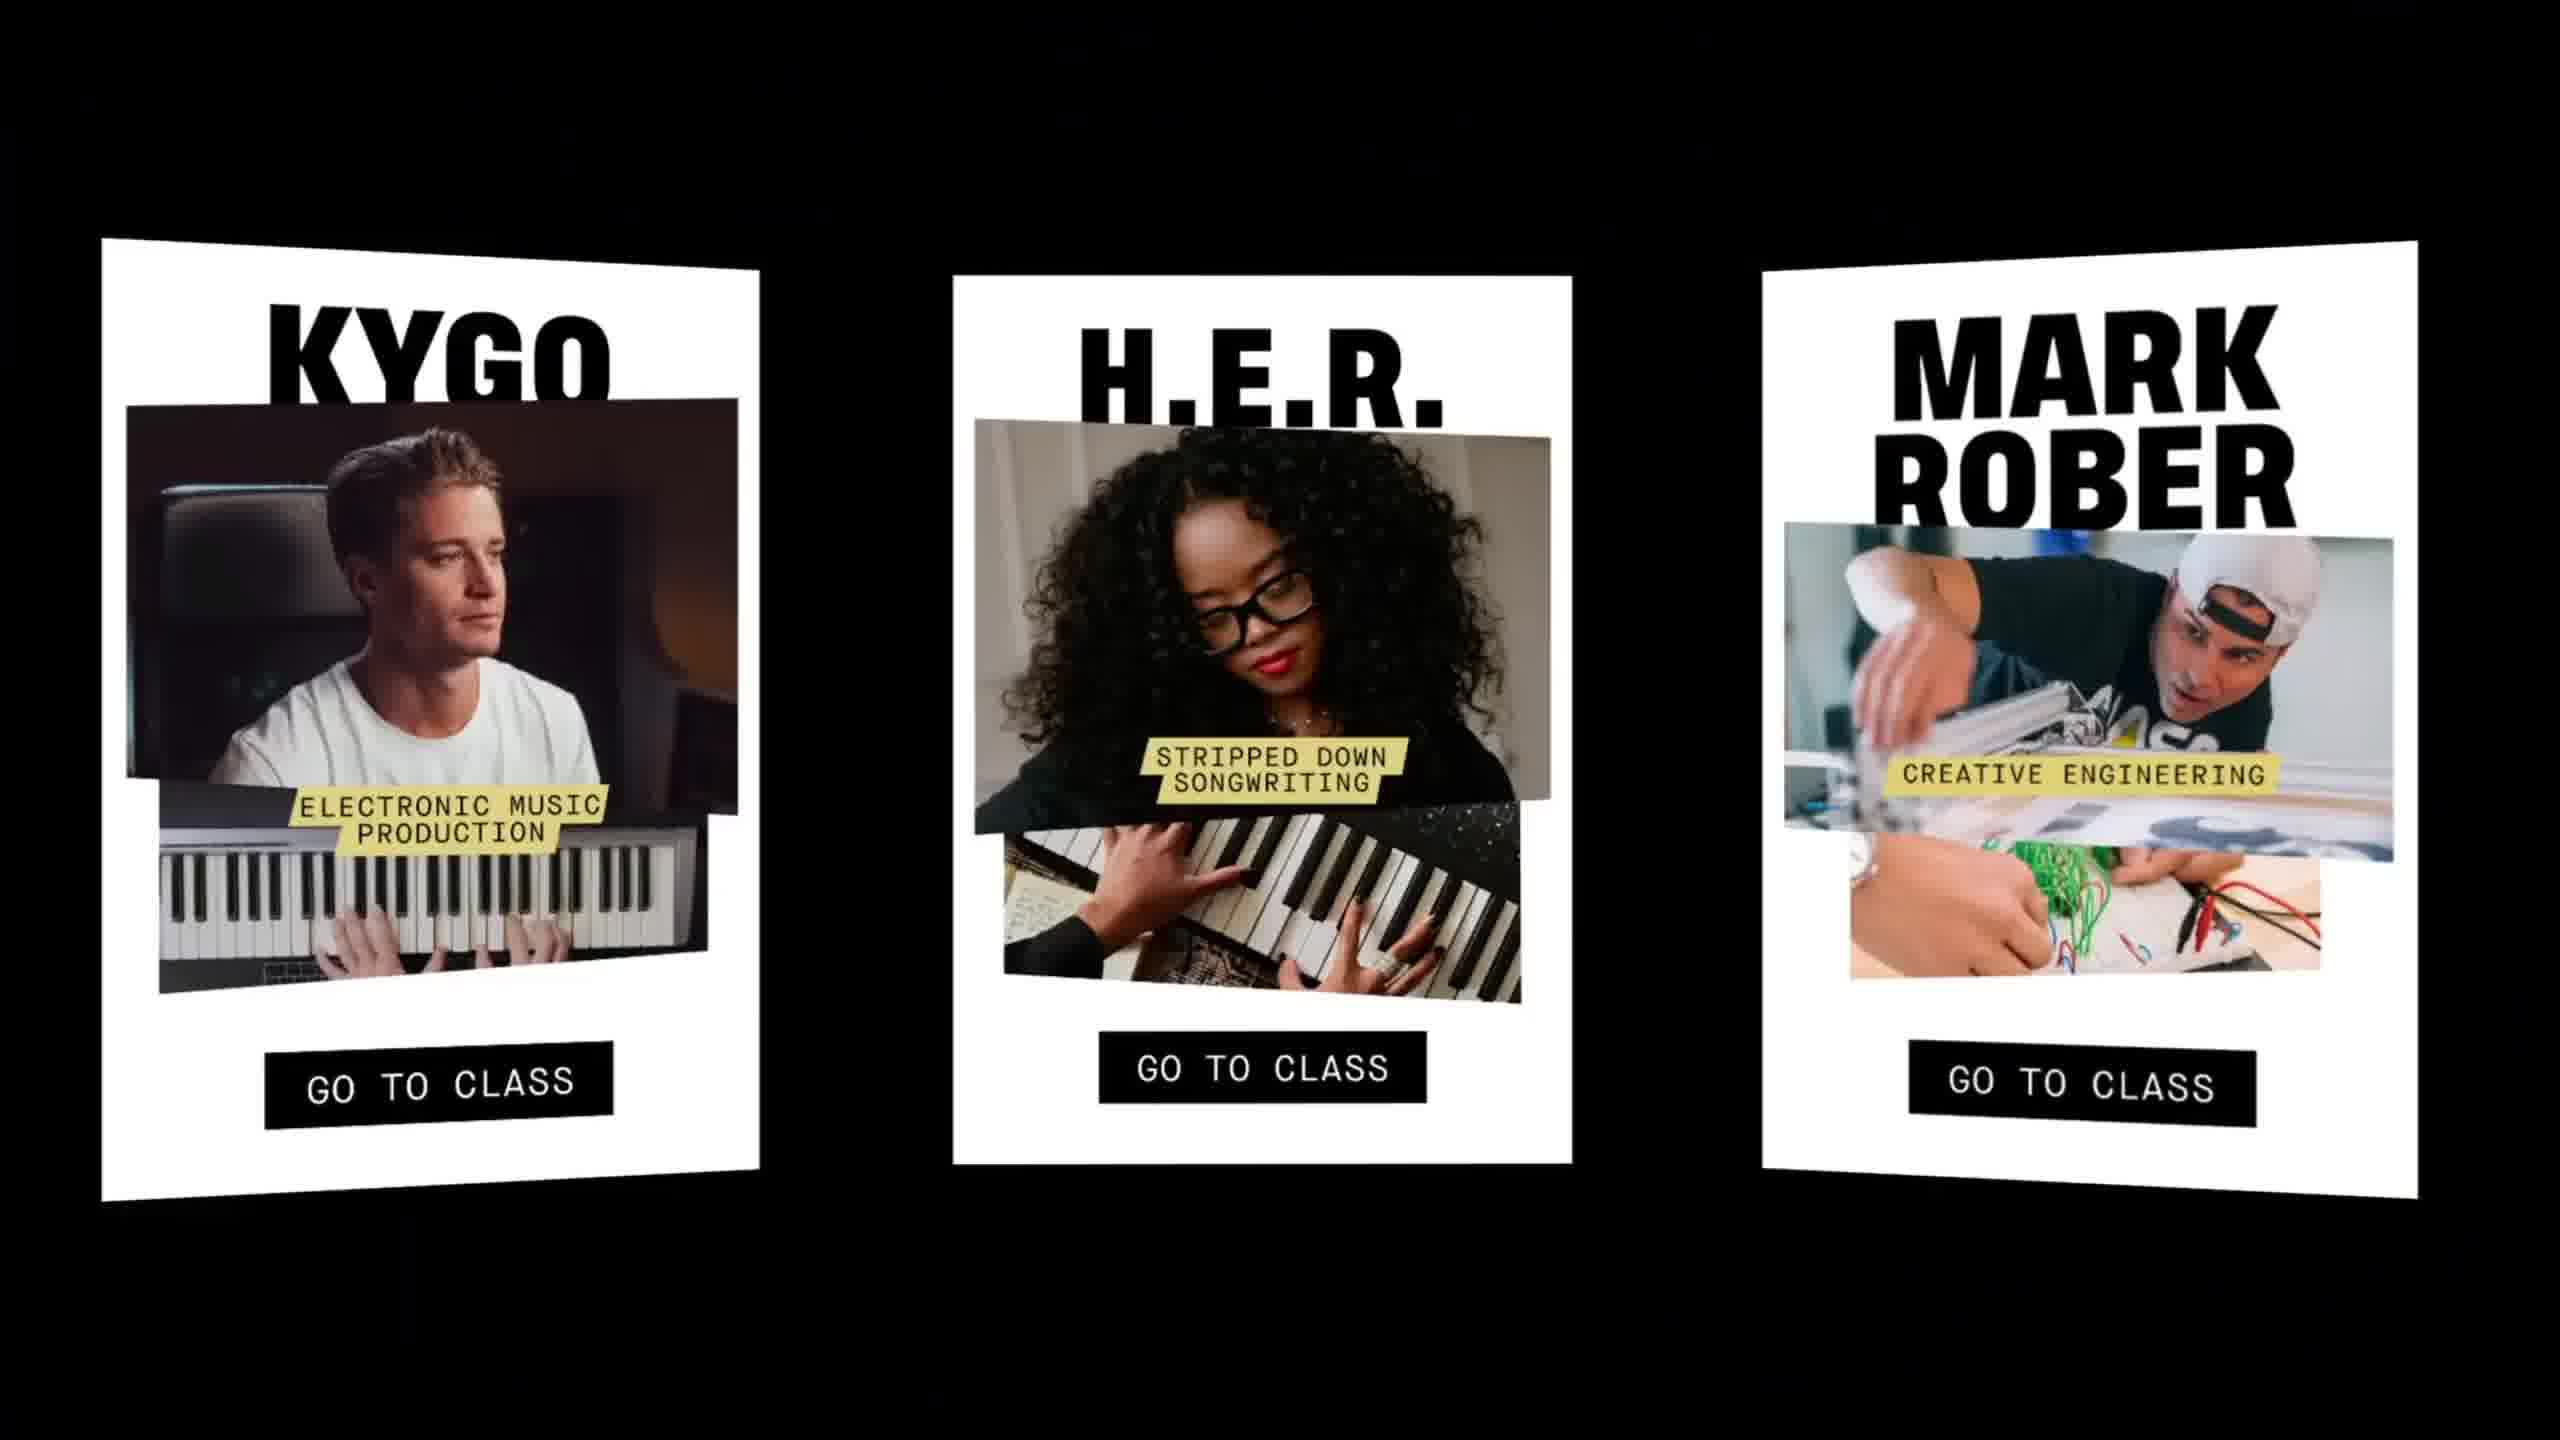 KYGO
ELECTRONIC MUSIC
PRODUCTION
GO TO CLASS
H.E.R.
STRIPPED DOWN
SONGWRITING
GO TO CLASS
MARK
ROBER
CREATIVE ENGINEERING
GO TO CLASS